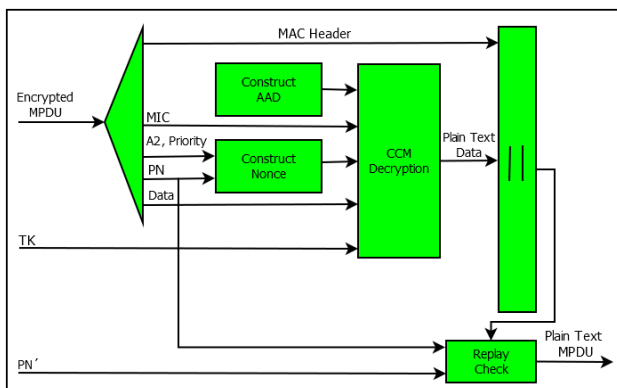 MAC Header
Construct
AAD
Encrypted
MPDU
MIC
A2, Priority
Construct
Nonce
PN
Data
CCM
Decryption
Plain Text
Data
||
TK
Replay
Check
Plain Text
MPDU
PN´